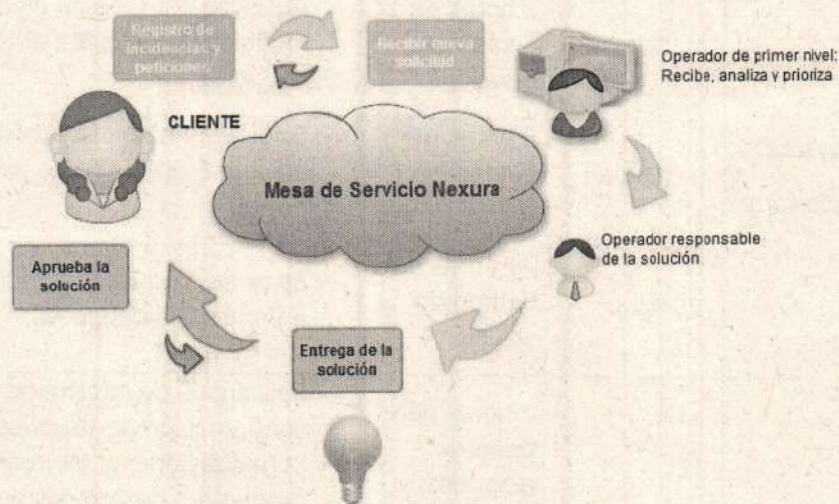 Registro de
incidencias y
peticiones
Recibir nueva
solicitud
Operador de primer nivel:
Recibe, analiza y prioriza
CLIENTE
Mesa de Servicio Nexura
Operador responsable
de la solución
Aprueba la
solución
Entrega de la
solución